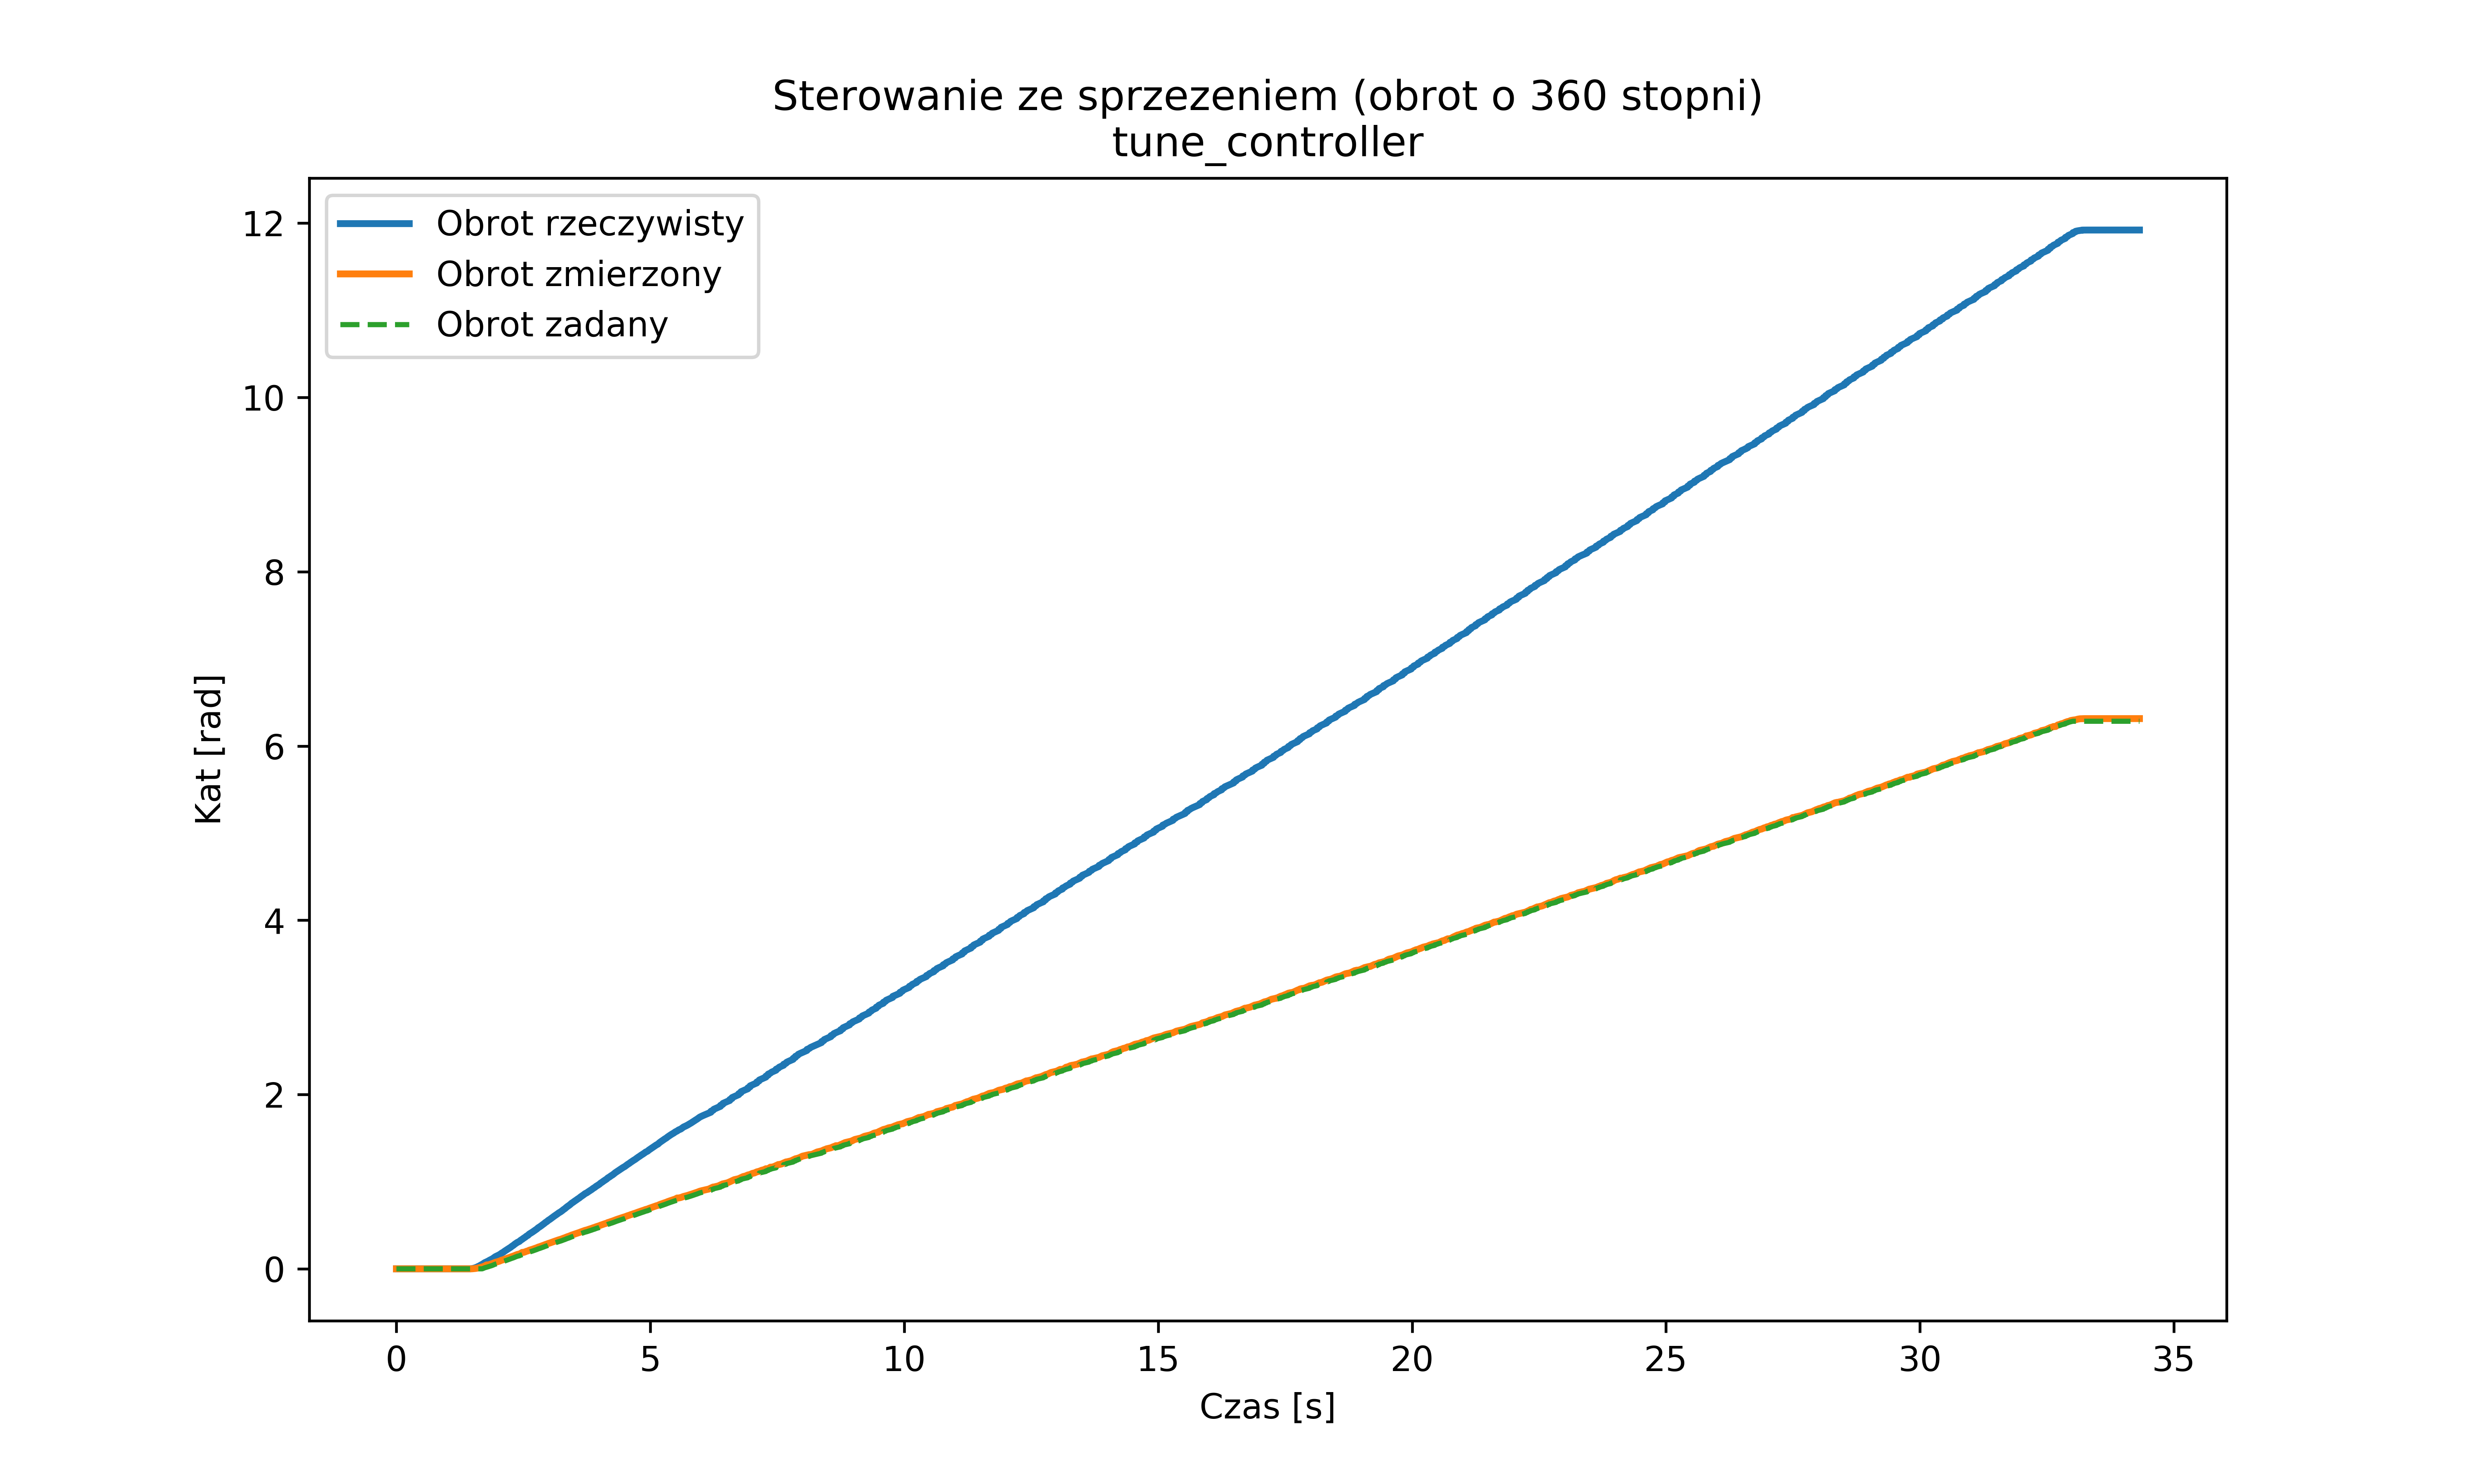 Sterowanie ze sprzezeniem (obrot o 360 stopni)
tune_controller
Obrot rzeczywisty
Obrot zmierzony
Obrot zadany
12
10
8
6
4
2
0
Kat [rad]
0 5 10 15 20 25 30 35
Czas [s]